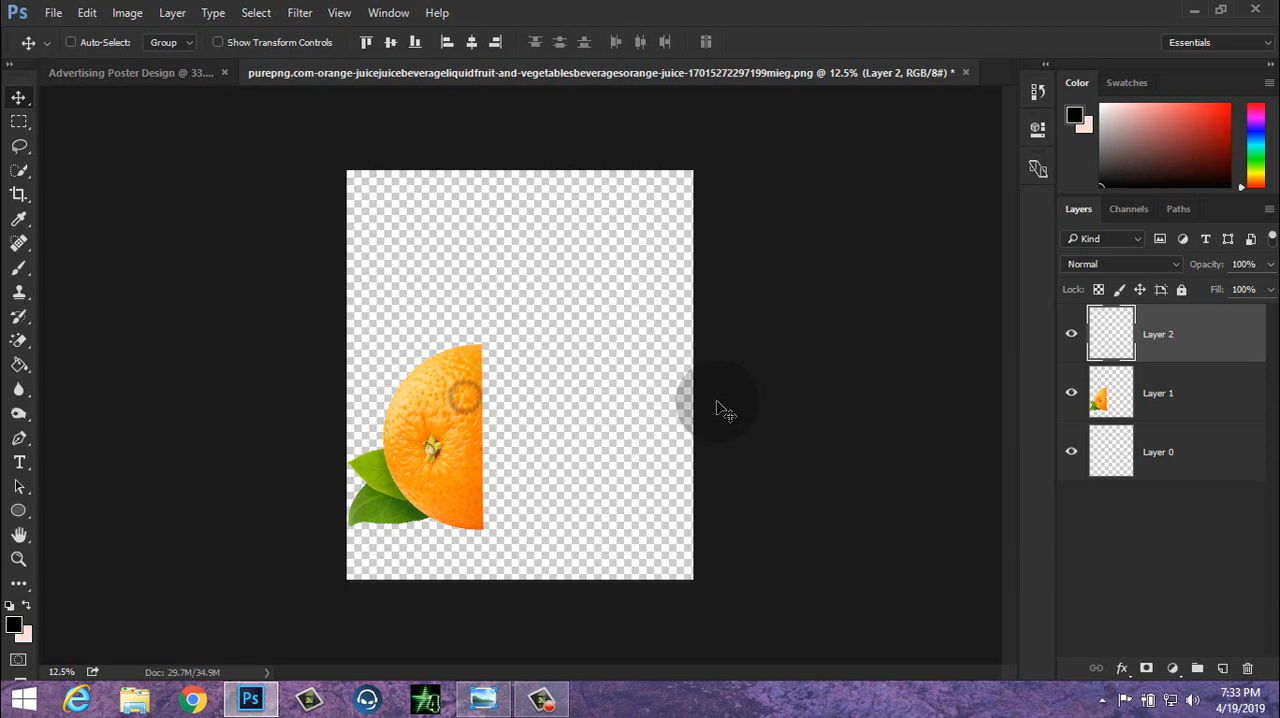 Ps File Edit Image Layer Type Select Filter View Window Help
Auto-Select: Group Show Transform Controls Essentials
Advertising Poster Design @ 33.... × purepng.com-orange-juicejuicebeverageliquidfruit-and-vegetablesbeveragesorange-juice-17015272297199mieg.png @ 12.5% (Layer 2, RGB/8#) * ×
Color Swatches
Layers Channels Paths
Kind
Normal Opacity: 100%
Lock: Fill: 100%
Layer 2
Layer 1
Layer 0
12.5% Doc: 29.7M/34.9M
Ps
4
7:33 PM
4/19/2019